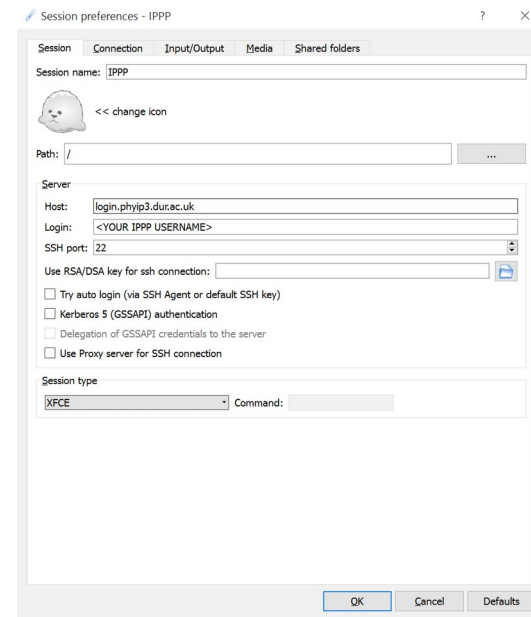 Session preferences - IPPP ? ×
Session Connection Input/Output Media Shared folders
Session name: IPPP
<< change icon
Path: / ...
Server
Host: login.phyip3.dur.ac.uk
Login: <YOUR IPPP USERNAME>
SSH port: 22
Use RSA/DSA key for ssh connection:
Try auto login (via SSH Agent or default SSH key)
Kerberos 5 (GSSAPI) authentication
Delegation of GSSAPI credentials to the server
Use Proxy server for SSH connection
Session type
XFCE Command:
OK Cancel Defaults